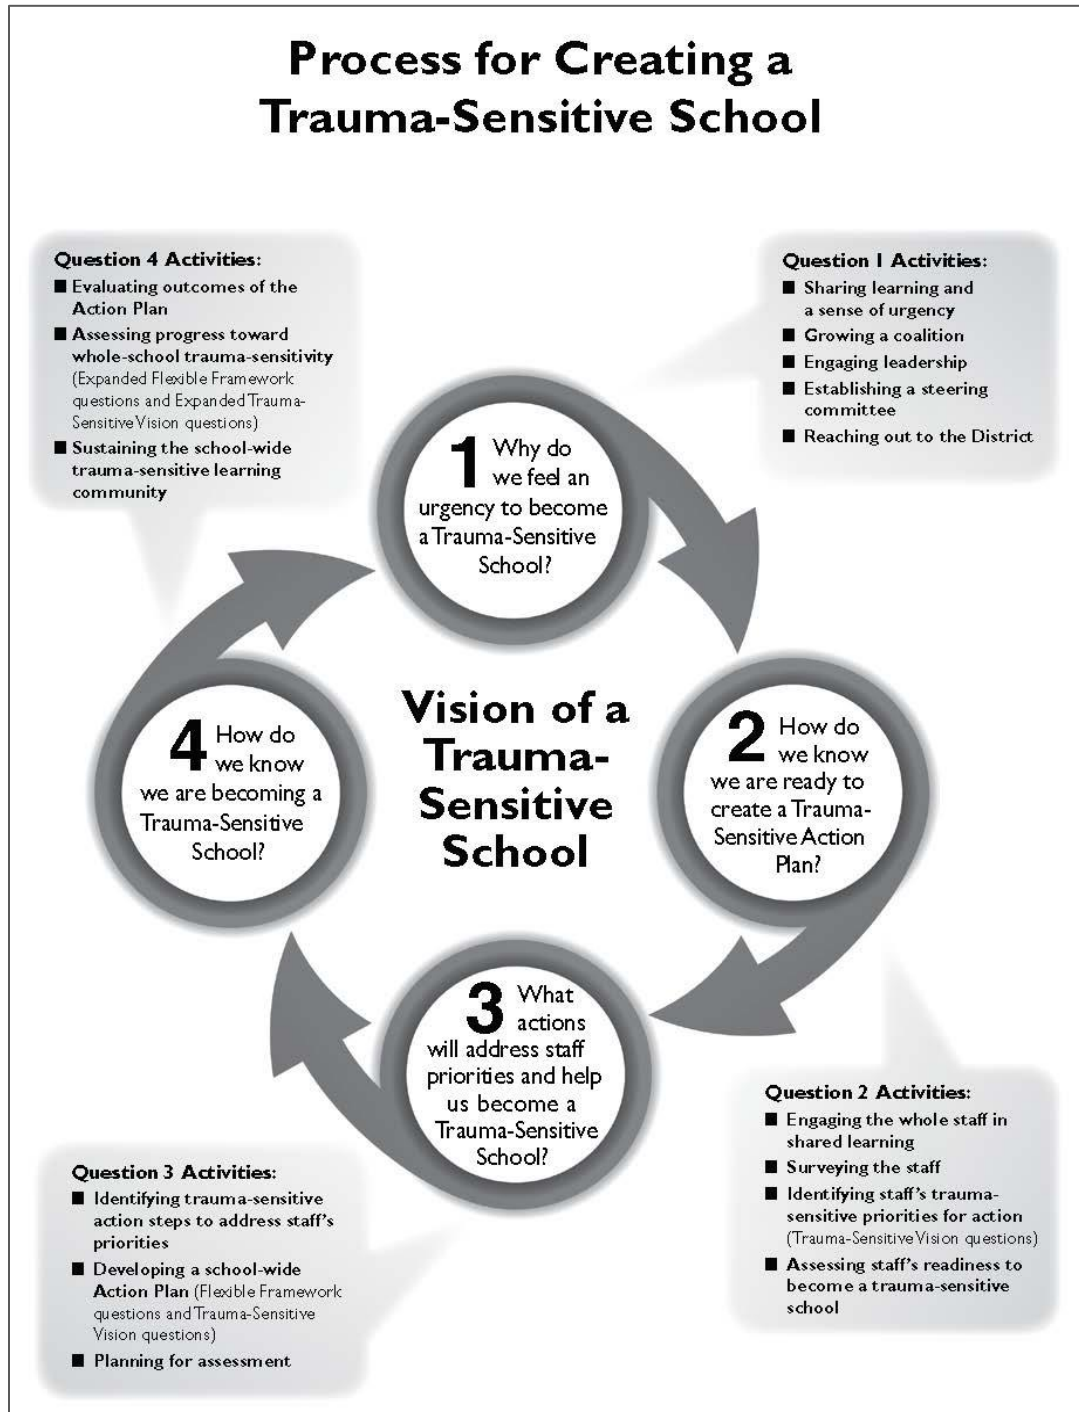 Process for Creating a
Trauma-Sensitive School
Question 4 Activities:
■ Evaluating outcomes of the
Action Plan
■ Assessing progress toward
whole-school trauma-sensitivity
(Expanded Flexible Framework
questions and Expanded Trauma-
Sensitive Vision questions)
■ Sustaining the school-wide
trauma-sensitive learning
community
Question 1 Activities:
■ Sharing learning and
a sense of urgency
■ Growing a coalition
■ Engaging leadership
■ Establishing a steering
committee
■ Reaching out to the District
1 Why do
we feel an
urgency to become
a Trauma-Sensitive
School?
2 How do
we know
we are ready to
create a Trauma-
Sensitive Action
Plan?
Vision of a
Trauma-
Sensitive
School
4 How do
we know
we are becoming a
Trauma-Sensitive
School?
3 What
actions
will address staff
priorities and help
us become a
Trauma-Sensitive
School?
Question 2 Activities:
■ Engaging the whole staff in
shared learning
■ Surveying the staff
■ Identifying staff's trauma-
sensitive priorities for action
(Trauma-Sensitive Vision questions)
■ Assessing staff's readiness to
become a trauma-sensitive
school
Question 3 Activities:
■ Identifying trauma-sensitive
action steps to address staff's
priorities
■ Developing a school-wide
Action Plan (Flexible Framework
questions and Trauma-Sensitive
Vision questions)
■ Planning for assessment